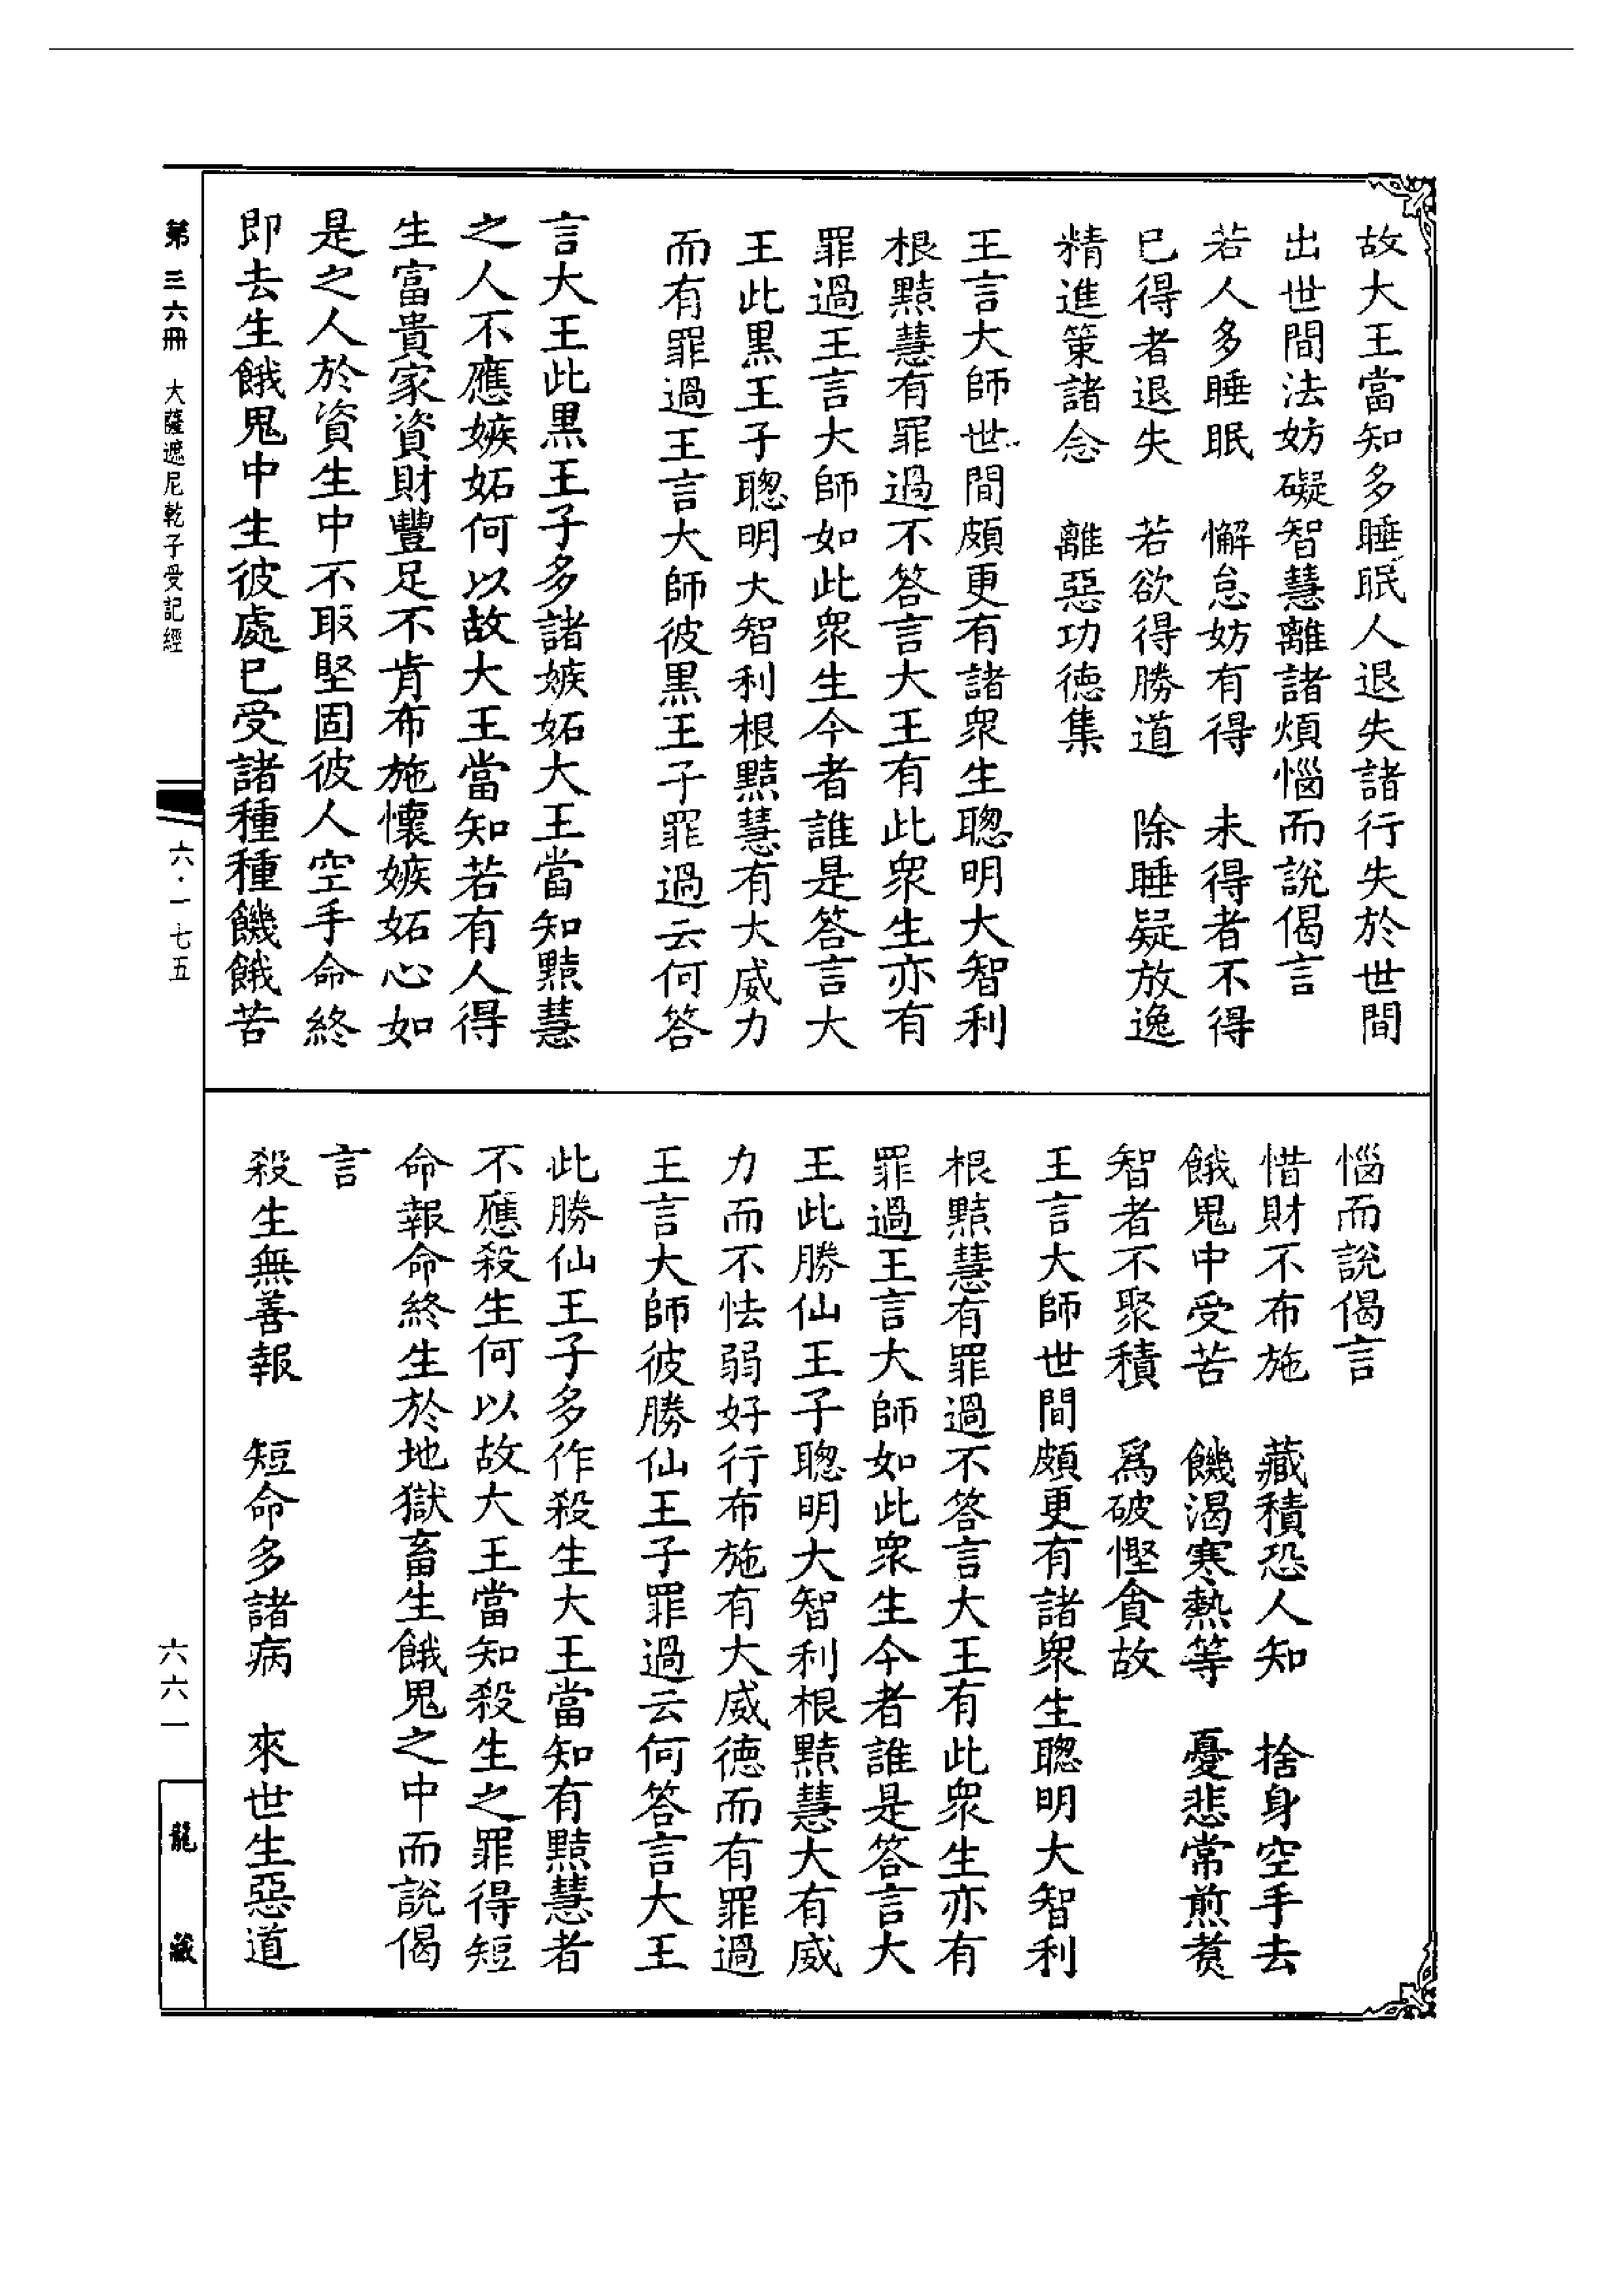 故大王當知多睡眠人退失諸行失於世間
出世間法妨礙智慧離諸煩惱而說偈言
若人多睡眠　懈怠妨有得　未得者不得
已得者退失　若欲得勝道　除睡疑放逸
精進策諸念　離惡功德集
王言大師世間頗更有諸衆生聰明大智利
根黠慧有罪過不答言大王有此衆生亦有
罪過王言大師如此衆生今者誰是答言大
王此黑王子聰明大智利根黠慧有大威力
而有罪過王言大師彼黑王子罪過云何答
言大王此黑王子多諸嫉妬大王當知黠慧
之人不應嫉妬何以故大王當知若有人得
生富貴家資財豐足不肯布施懷嫉妬心如
是之人於資生中不取堅固彼人空手命終
即去生餓鬼中生彼處已受諸種種饑餓苦
惱而說偈言
惜財不布施　藏積恐人知　捨身空手去
餓鬼中受苦　饑渴寒熱等　憂悲常煎煑
智者不聚積　爲破慳貪故
王言大師世間頗更有諸衆生聰明大智利
根黠慧有罪過不答言大王有此衆生亦有
罪過王言大師如此衆生今者誰是答言大
王此勝仙王子聰明大智利根黠慧大有威
力而不怯弱好行布施有大威德而有罪過
王言大師彼勝仙王子罪過云何答言大王
此勝仙王子多作殺生大王當知有黠慧者
不應殺生何以故大王當知殺生之罪得短
命報命終生於地獄畜生餓鬼之中而說偈
言
殺生無善報　短命多諸病　來世生惡道
第三六冊　大薩遮尼乾子受記經
六·一七五
六六一
龍藏